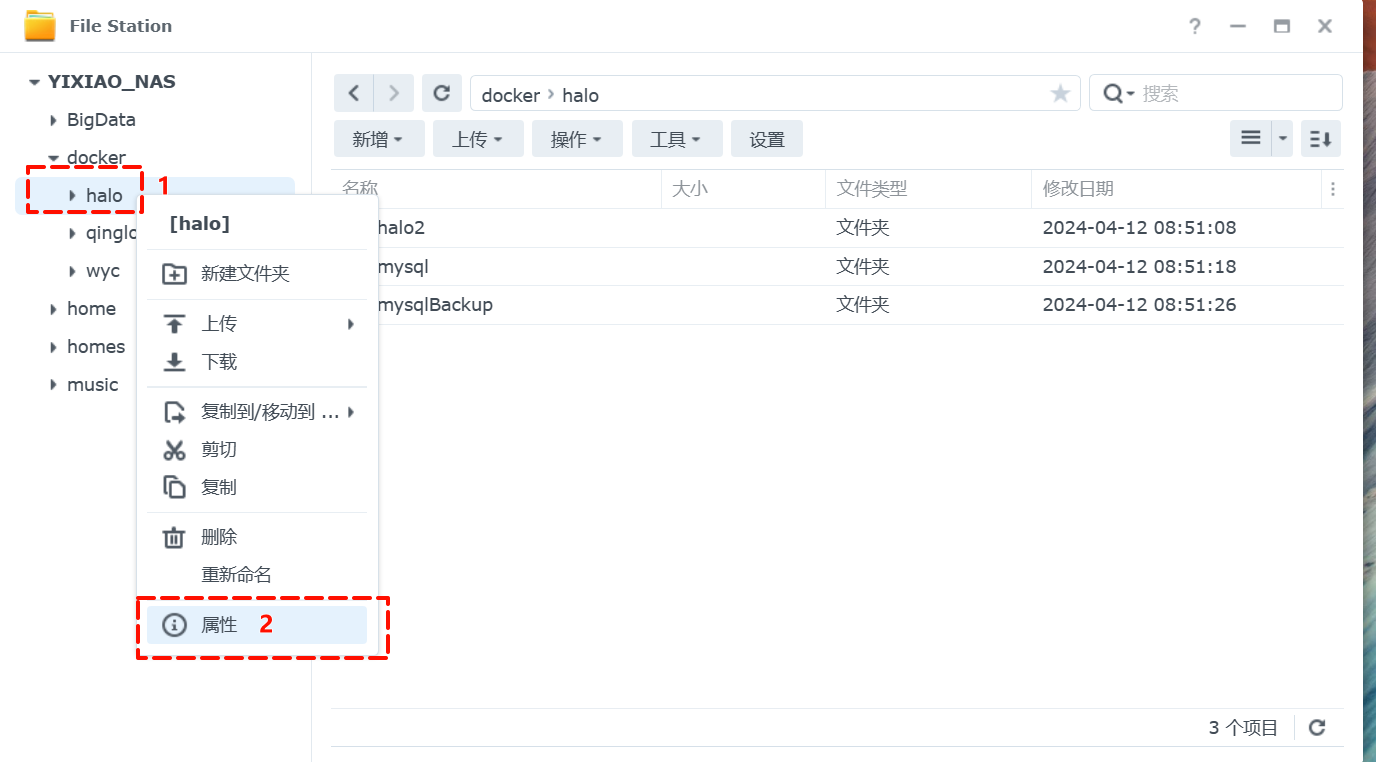 File Station
YIXIAO_NAS
BigData
docker
halo
1
wyc
home
homes
music
docker halo
搜索
新增
上传
操作
工具
设置
名称 大小 文件类型 修改日期
halo2 文件夹 2024-04-12 08:51:08
mysql 文件夹 2024-04-12 08:51:18
mysqlBackup 文件夹 2024-04-12 08:51:26
[halo]
新建文件夹
上传
下载
复制到/移动到 ...
剪切
复制
删除
重新命名
属性 2
3 个项目